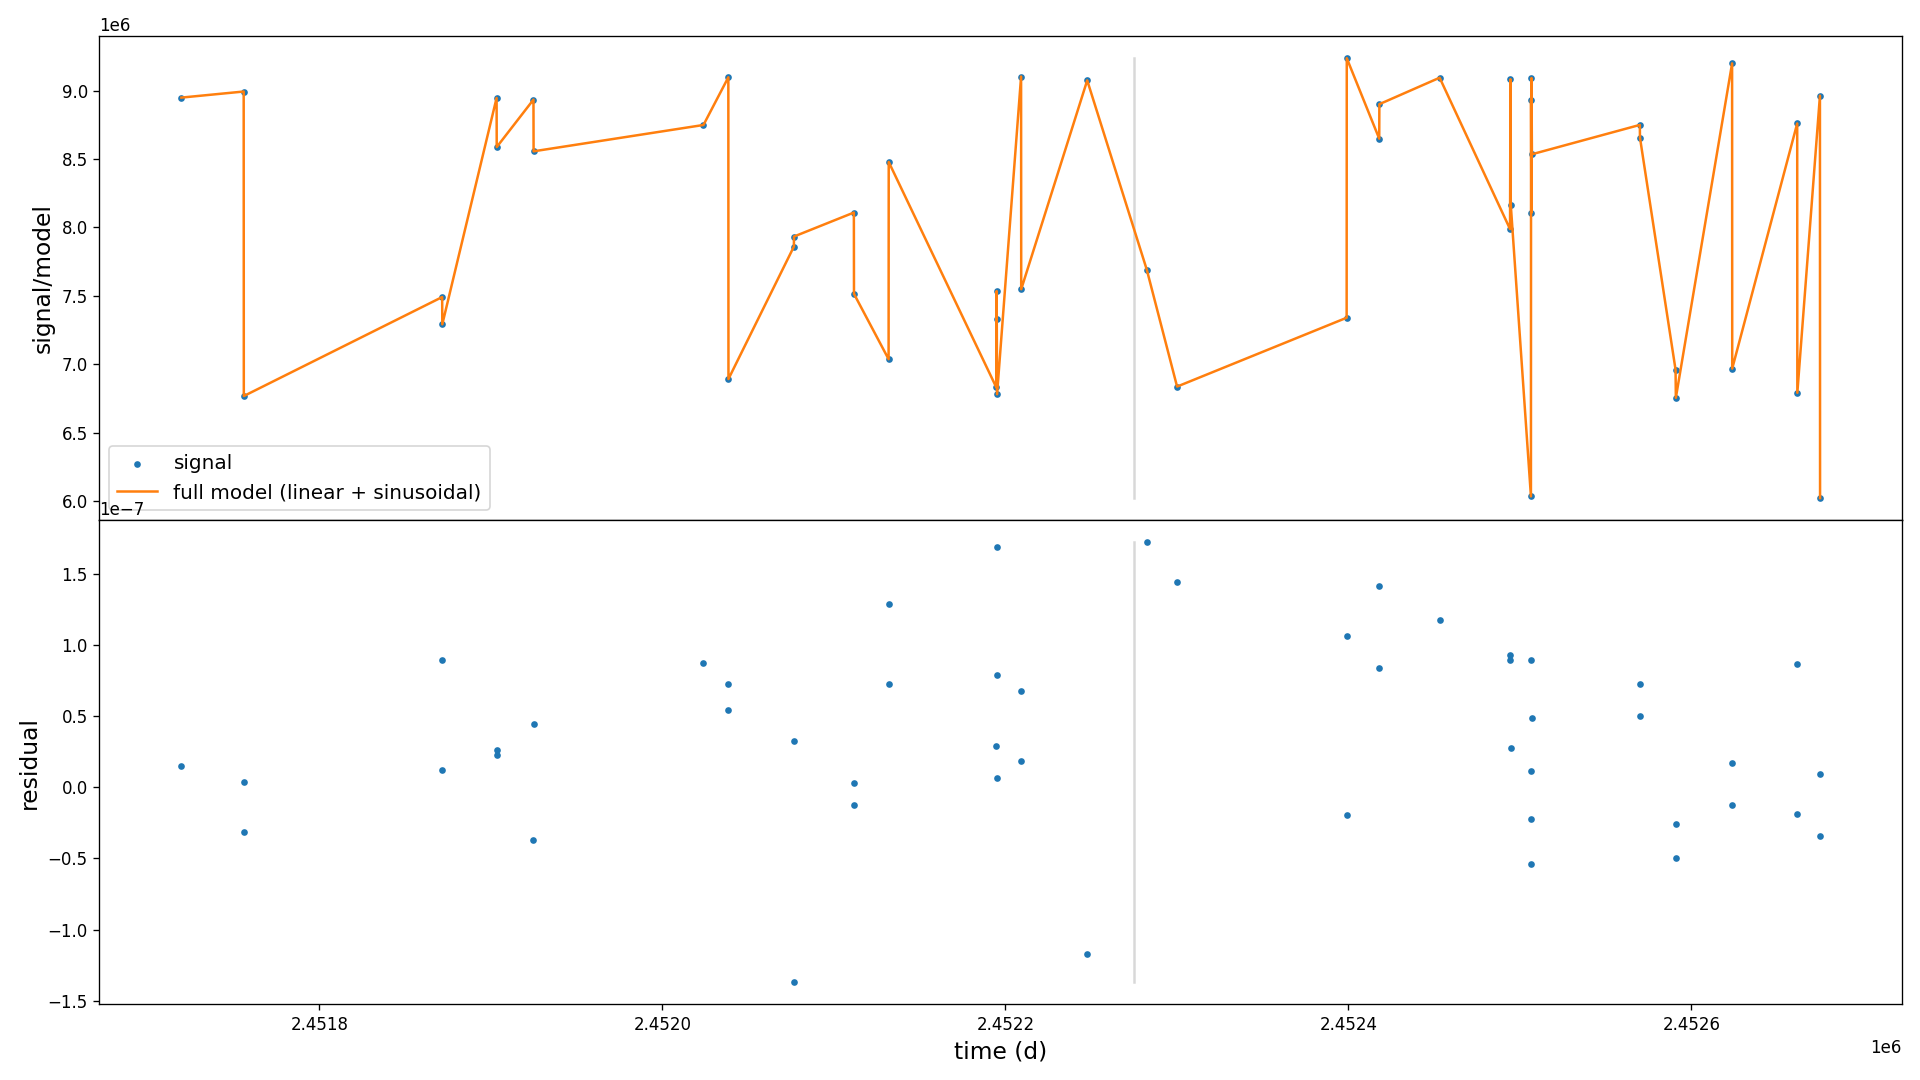 1e6
9.0
8.5
8.0
7.5
7.0
6.5
6.0
signal/model
signal
full model (linear + sinusoidal)
1e−7
1.5
1.0
0.5
0.0
−0.5
−1.0
−1.5
residual
2.4518 2.4520 2.4522 2.4524 2.4526
time (d)
1e6